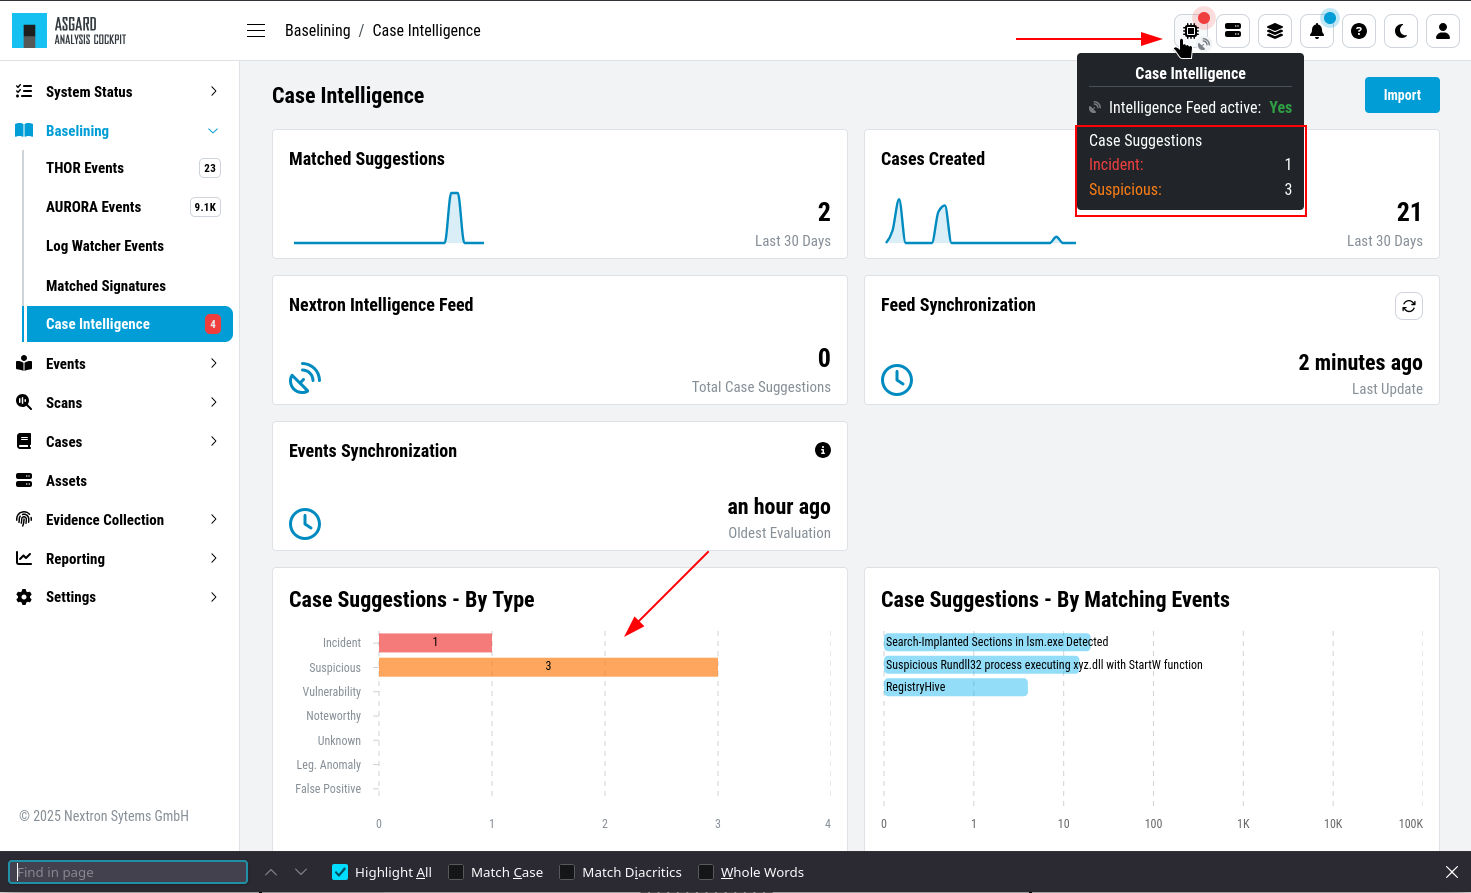 ASGARD
ANALYSIS COCKPIT
Baselining / Case Intelligence
System Status
Baselining
THOR Events 23
AURORA Events 9.1K
Log Watcher Events
Matched Signatures
Case Intelligence 4
Events
Scans
Cases
Assets
Evidence Collection
Reporting
Settings
© 2025 Nextron Sytems GmbH
Case Intelligence
Import
Case Intelligence
Intelligence Feed active: Yes
Case Suggestions
Incident: 1
Suspicious: 3
Matched Suggestions
2
Last 30 Days
Cases Created
21
Last 30 Days
Nextron Intelligence Feed
0
Total Case Suggestions
Feed Synchronization
2 minutes ago
Last Update
Events Synchronization
an hour ago
Oldest Evaluation
Case Suggestions - By Type
Incident 1
Suspicious 3
Vulnerability
Noteworthy
Unknown
Leg. Anomaly
False Positive
0 1 2 3 4
Case Suggestions - By Matching Events
Search-Implanted Sections in lsm.exe Detected
Suspicious Rundll32 process executing xyz.dll with StartW function
RegistryHive
0 1 10 100 1K 10K 100K
Find in page
Highlight All
Match Case
Match Diacritics
Whole Words